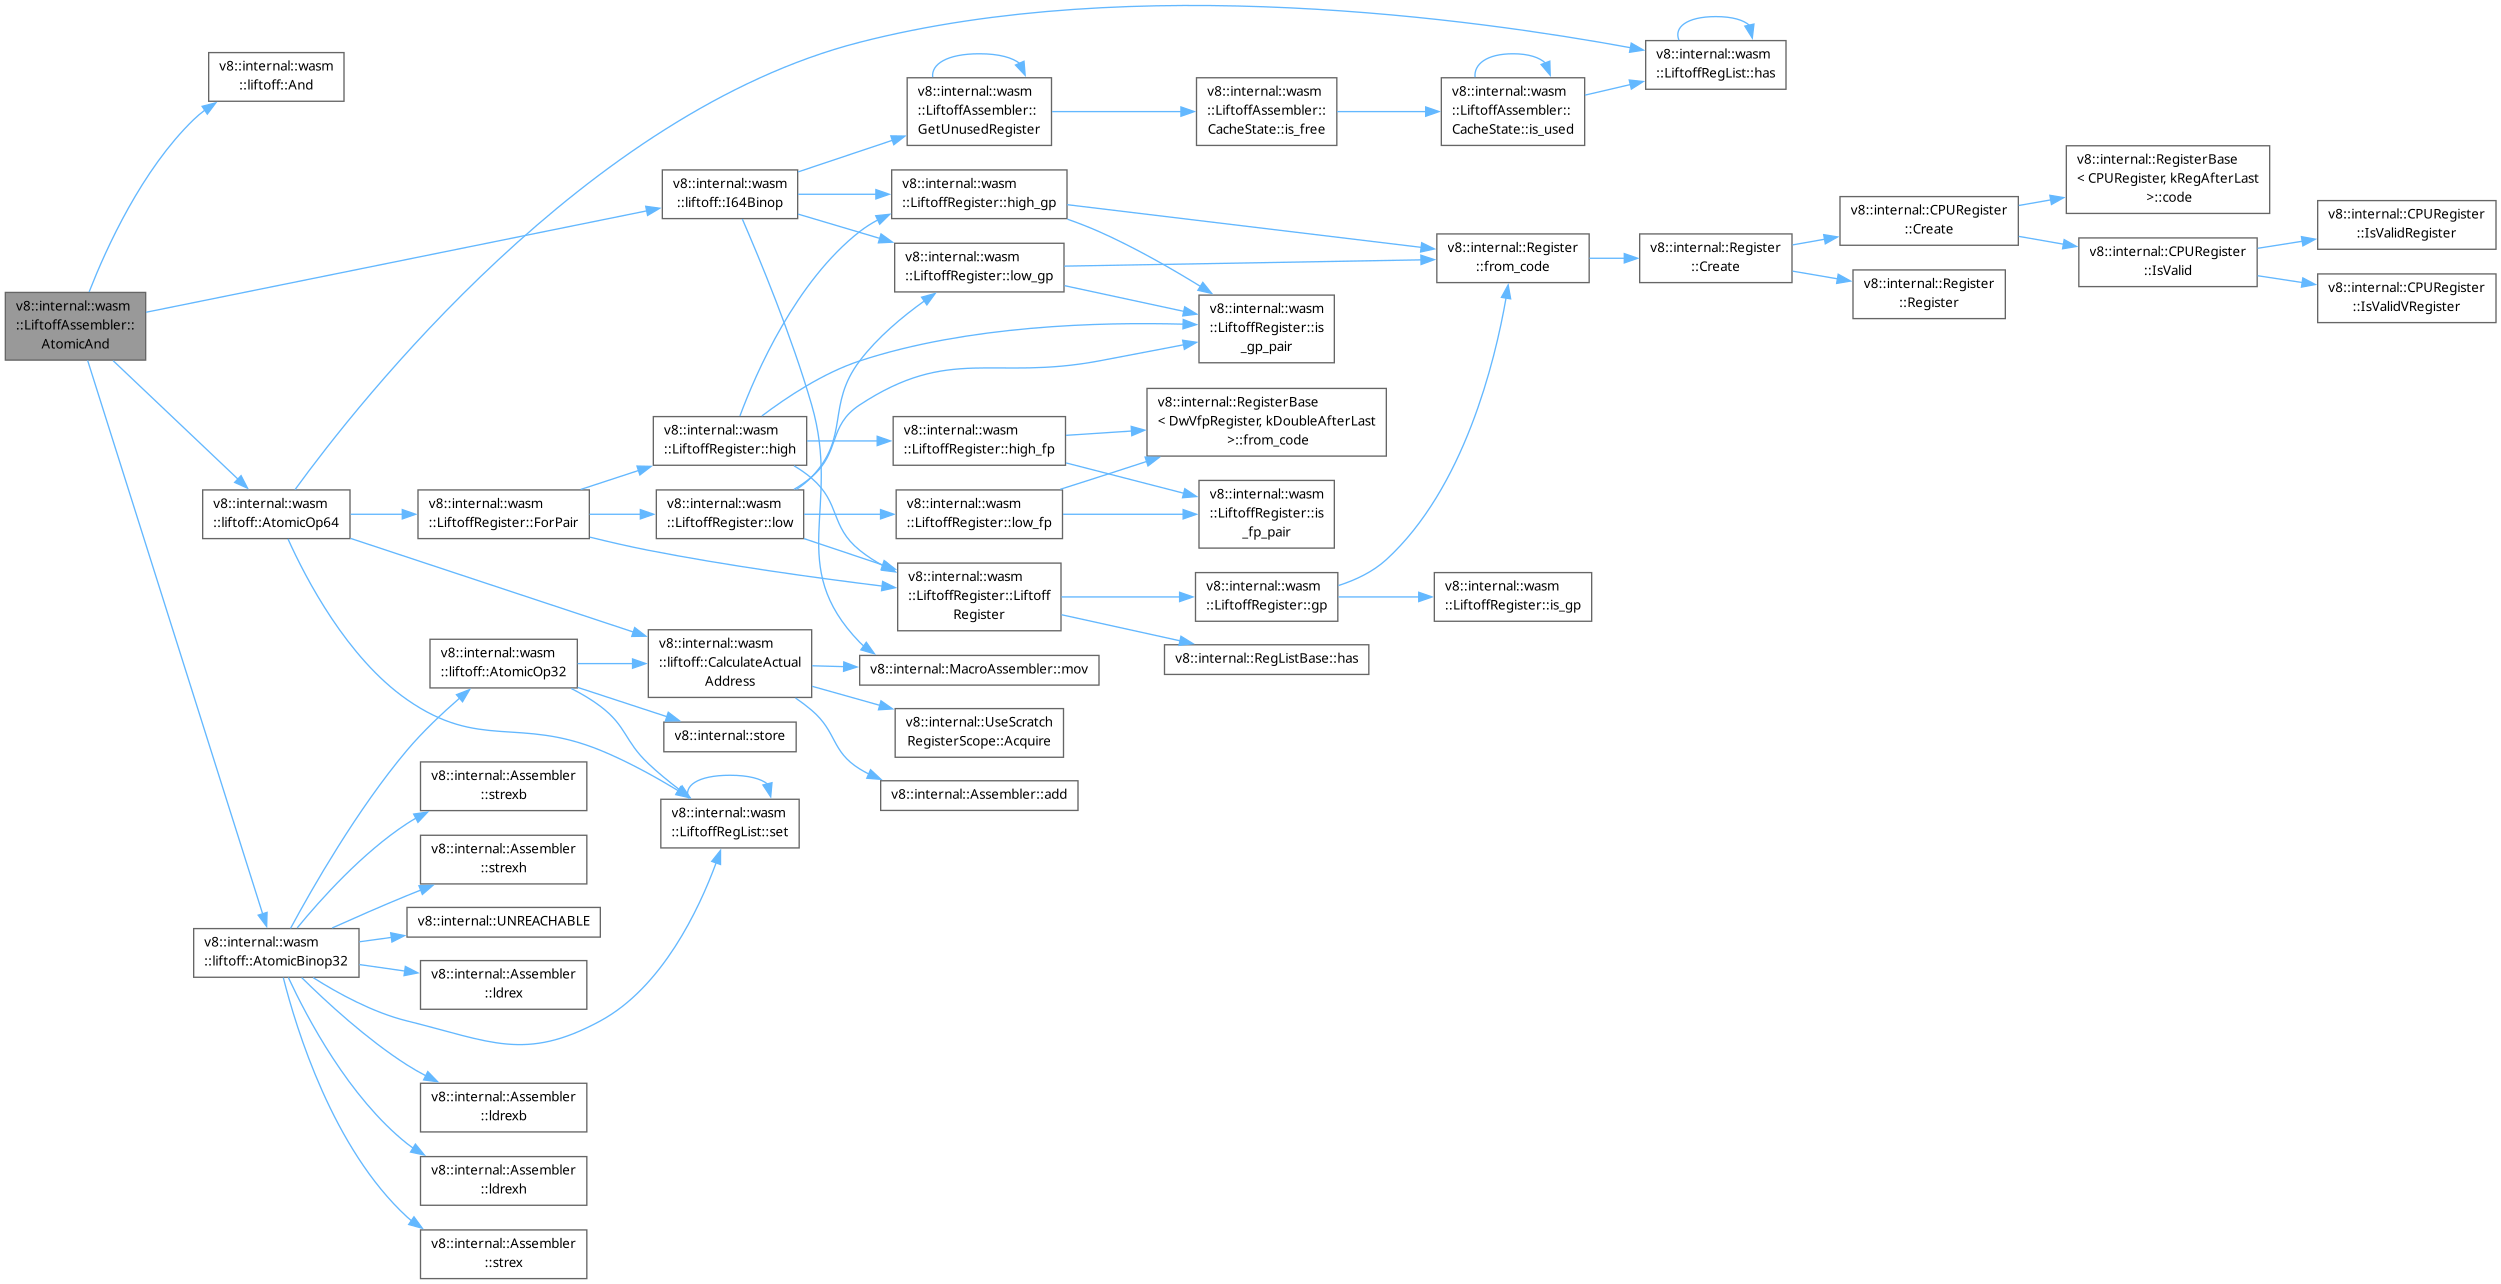 v8::internal::wasm
::LiftoffAssembler::
AtomicAnd
v8::internal::wasm
::liftoff::And
v8::internal::wasm
::liftoff::I64Binop
v8::internal::wasm
::LiftoffAssembler::
GetUnusedRegister
v8::internal::wasm
::LiftoffAssembler::
CacheState::is_free
v8::internal::wasm
::LiftoffAssembler::
CacheState::is_used
v8::internal::wasm
::LiftoffRegList::has
v8::internal::wasm
::LiftoffRegister::high_gp
v8::internal::wasm
::LiftoffRegister::low_gp
v8::internal::Register
::from_code
v8::internal::Register
::Create
v8::internal::CPURegister
::Create
v8::internal::RegisterBase
< CPURegister, kRegAfterLast
>::code
v8::internal::CPURegister
::IsValid
v8::internal::CPURegister
::IsValidRegister
v8::internal::CPURegister
::IsValidVRegister
v8::internal::Register
::Register
v8::internal::wasm
::LiftoffRegister::is
_gp_pair
v8::internal::RegisterBase
< DwVfpRegister, kDoubleAfterLast
>::from_code
v8::internal::wasm
::LiftoffRegister::high
v8::internal::wasm
::LiftoffRegister::high_fp
v8::internal::wasm
::liftoff::AtomicOp64
v8::internal::wasm
::LiftoffRegister::ForPair
v8::internal::wasm
::LiftoffRegister::low
v8::internal::wasm
::LiftoffRegister::low_fp
v8::internal::wasm
::LiftoffRegister::is
_fp_pair
v8::internal::wasm
::LiftoffRegister::Liftoff
Register
v8::internal::wasm
::LiftoffRegister::gp
v8::internal::wasm
::LiftoffRegister::is_gp
v8::internal::RegListBase::has
v8::internal::wasm
::liftoff::AtomicOp32
v8::internal::wasm
::liftoff::CalculateActual
Address
v8::internal::MacroAssembler::mov
v8::internal::UseScratch
RegisterScope::Acquire
v8::internal::Assembler::add
v8::internal::store
v8::internal::wasm
::LiftoffRegList::set
v8::internal::wasm
::liftoff::AtomicBinop32
v8::internal::Assembler
::strexb
v8::internal::Assembler
::strexh
v8::internal::UNREACHABLE
v8::internal::Assembler
::ldrex
v8::internal::Assembler
::ldrexb
v8::internal::Assembler
::ldrexh
v8::internal::Assembler
::strex